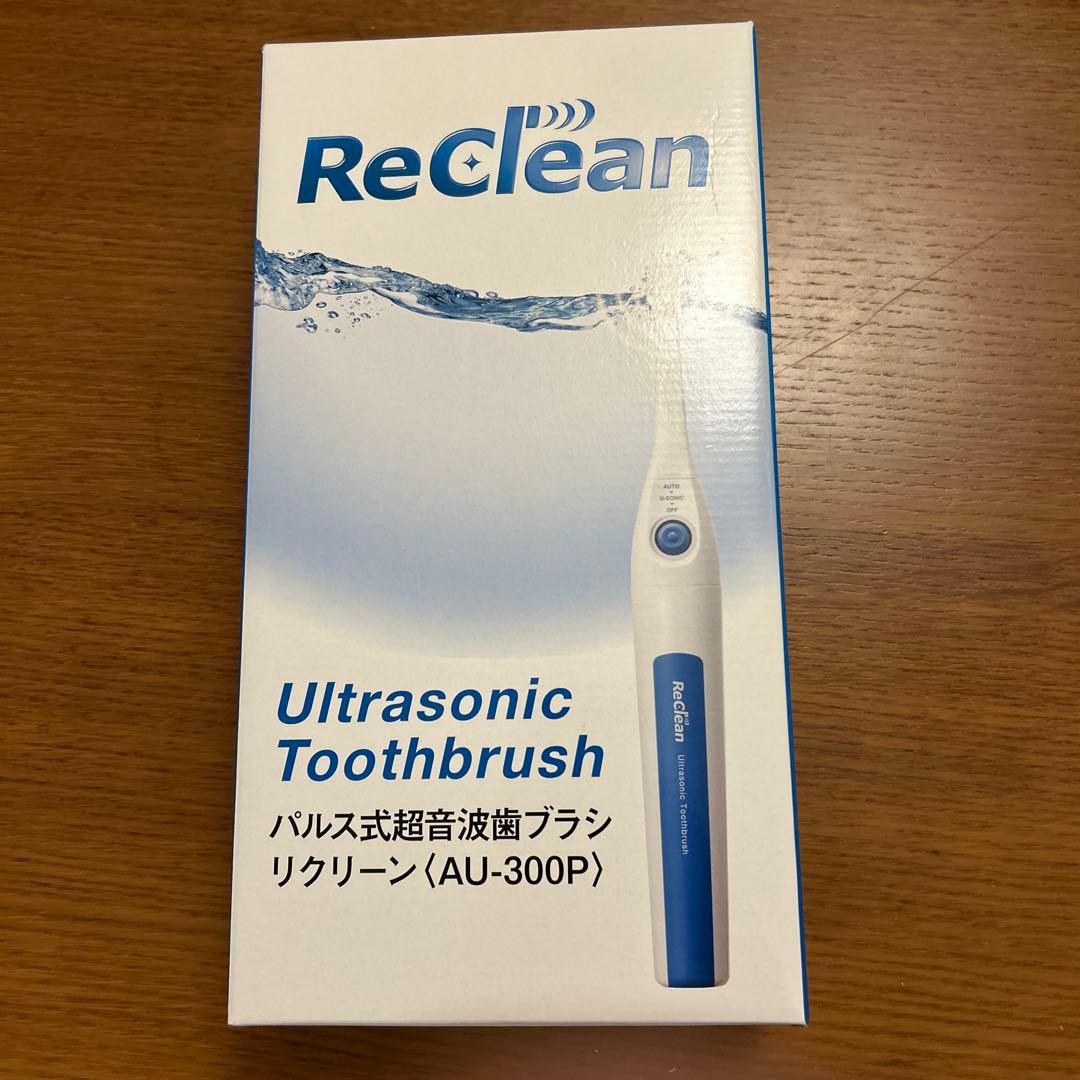 ReClean
AUTO
U-SONIC
OFF
ReClean Ultrasonic Toothbrush
Ultrasonic
Toothbrush
パルス式超音波歯ブラシ
リクリーン〈AU-300P〉